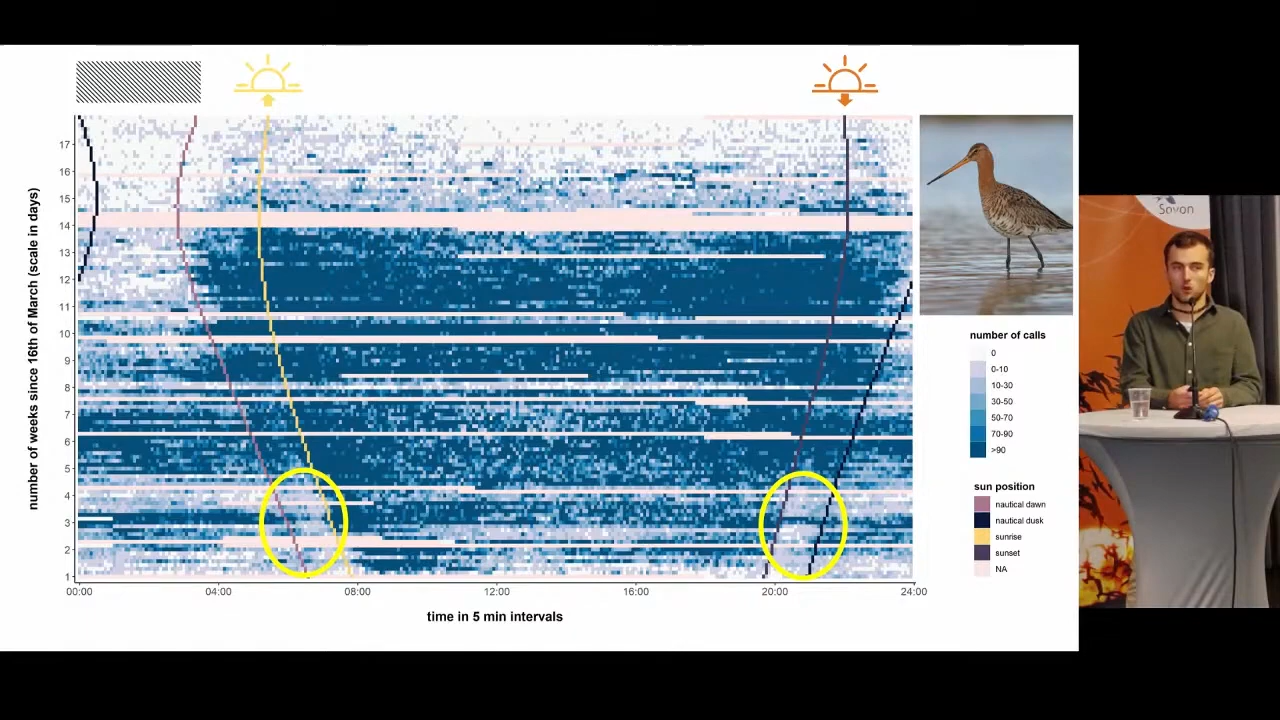 number of weeks since 16th of March (scale in days)
17
16
15
14
13
12
11
10
9
8
7
6
5
4
3
2
1
00:00 04:00 08:00 12:00 16:00 20:00 24:00
time in 5 min intervals
number of calls
0
0-10
10-30
30-50
50-70
70-90
>90
sun position
nautical dawn
nautical dusk
sunrise
sunset
NA
Sovon